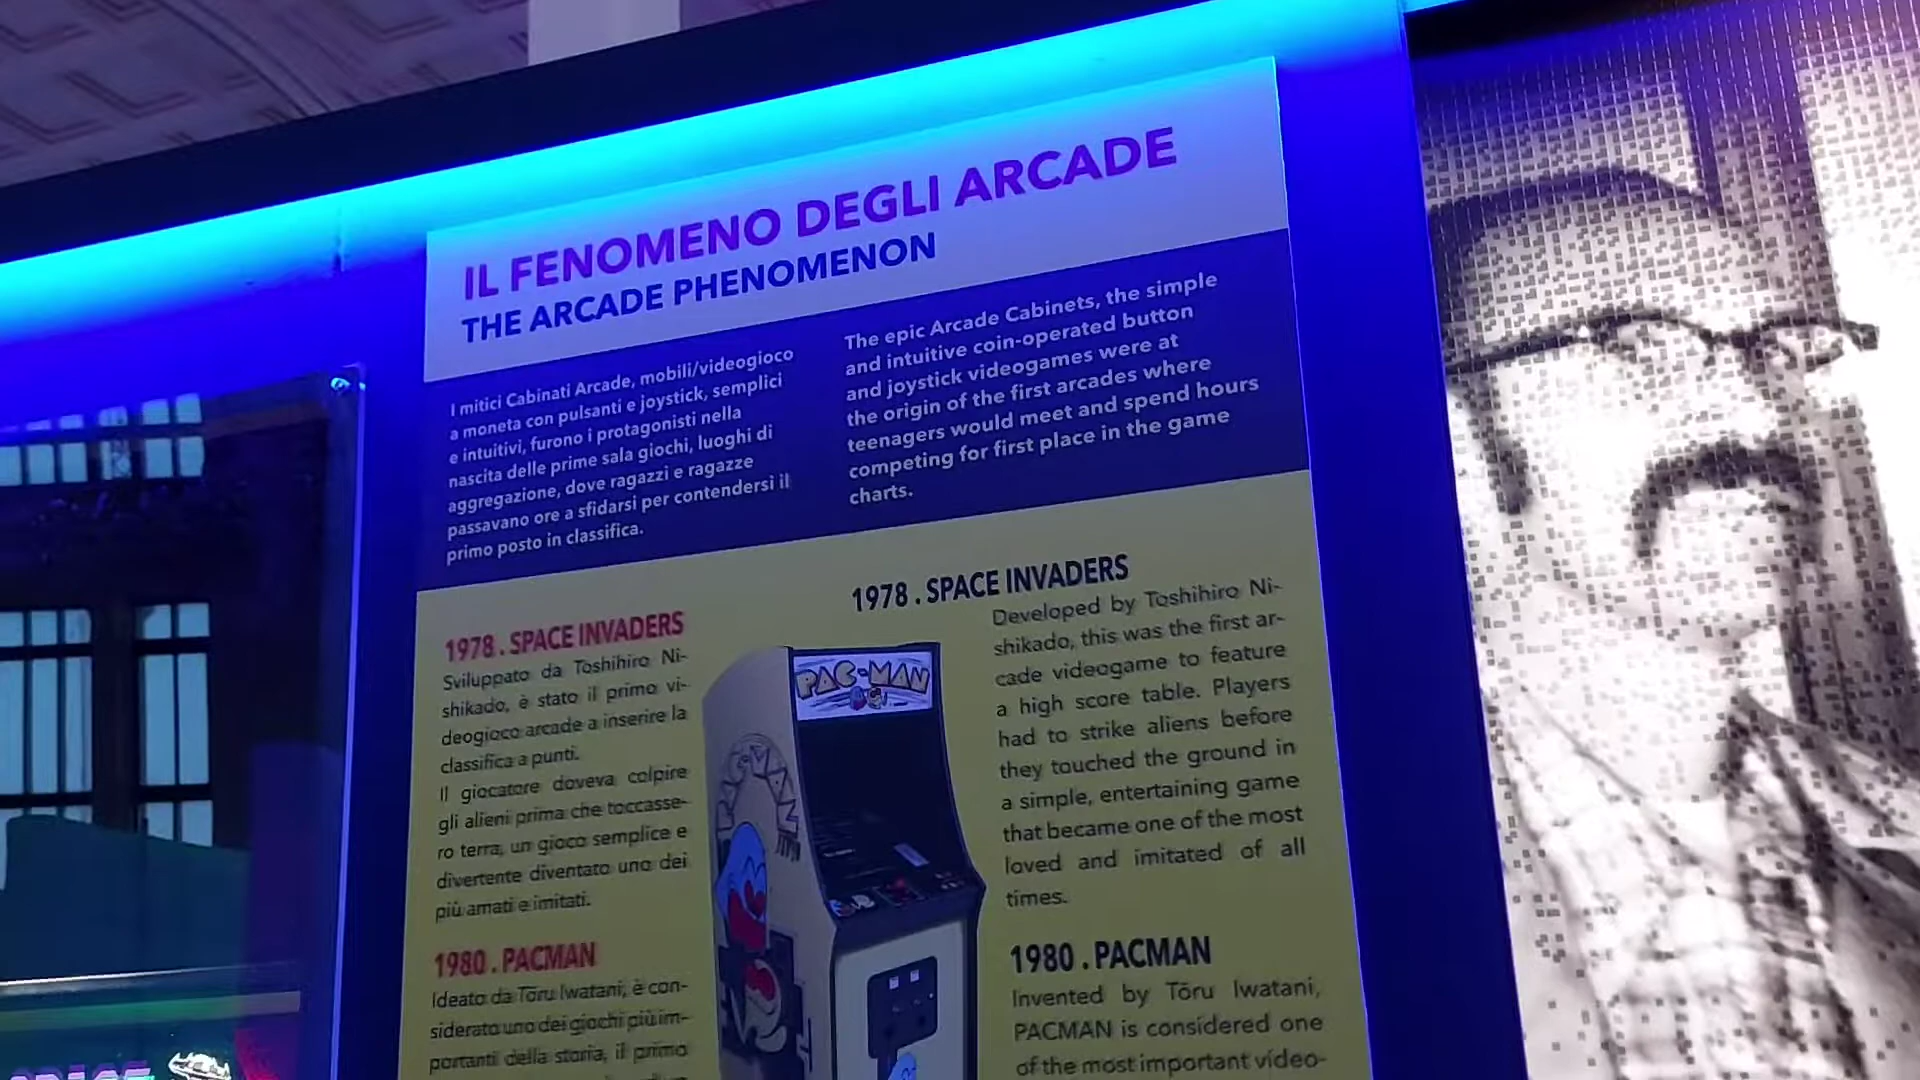 IL FENOMENO DEGLI ARCADE
THE ARCADE PHENOMENON
I mitici Cabinati Arcade, mobili/videogioco
a moneta con pulsanti e joystick, semplici
e intuitivi, furono i protagonisti nella
nascita delle prime sala giochi, luoghi di
aggregazione, dove ragazzi e ragazze
passavano ore a sfidarsi per contendersi il
primo posto in classifica.
The epic Arcade Cabinets, the simple
and intuitive coin-operated button
and joystick videogames were at
the origin of the first arcades where
teenagers would meet and spend hours
competing for first place in the game
charts.
1978 . SPACE INVADERS
Sviluppato da Toshihiro Ni-
shikado, è stato il primo vi-
deogioco arcade a inserire la
classifica a punti.
Il giocatore doveva colpire
gli alieni prima che toccasse-
ro terra, un gioco semplice e
divertente diventato uno dei
più amati e imitati.
1980 . PACMAN
Ideato da Tōru Iwatani, è con-
siderato uno dei giochi più im-
portanti della storia, il primo
PAC-MAN
1978 . SPACE INVADERS
Developed by Toshihiro Ni-
shikado, this was the first ar-
cade videogame to feature
a high score table. Players
had to strike aliens before
they touched the ground in
a simple, entertaining game
that became one of the most
loved and imitated of all
times.
1980 . PACMAN
Invented by Tōru Iwatani,
PACMAN is considered one
of the most important video-